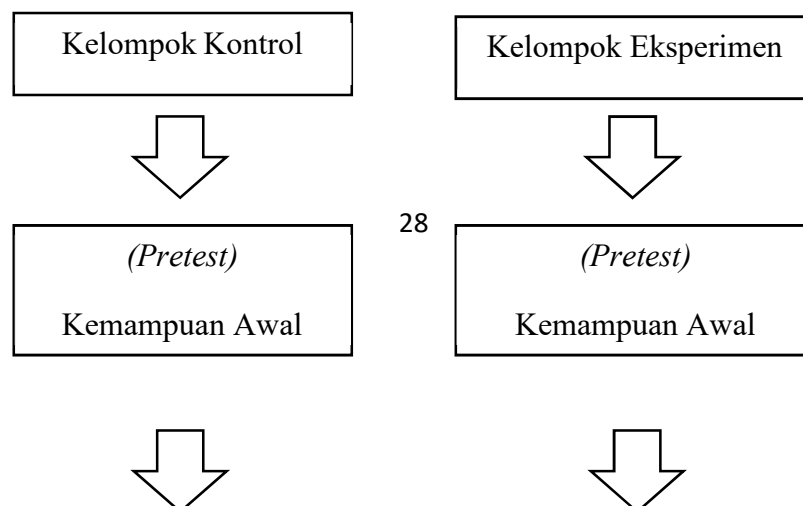 Kelompok Kontrol
Kelompok Eksperimen
28
(Pretest)
Kemampuan Awal
(Pretest)
Kemampuan Awal